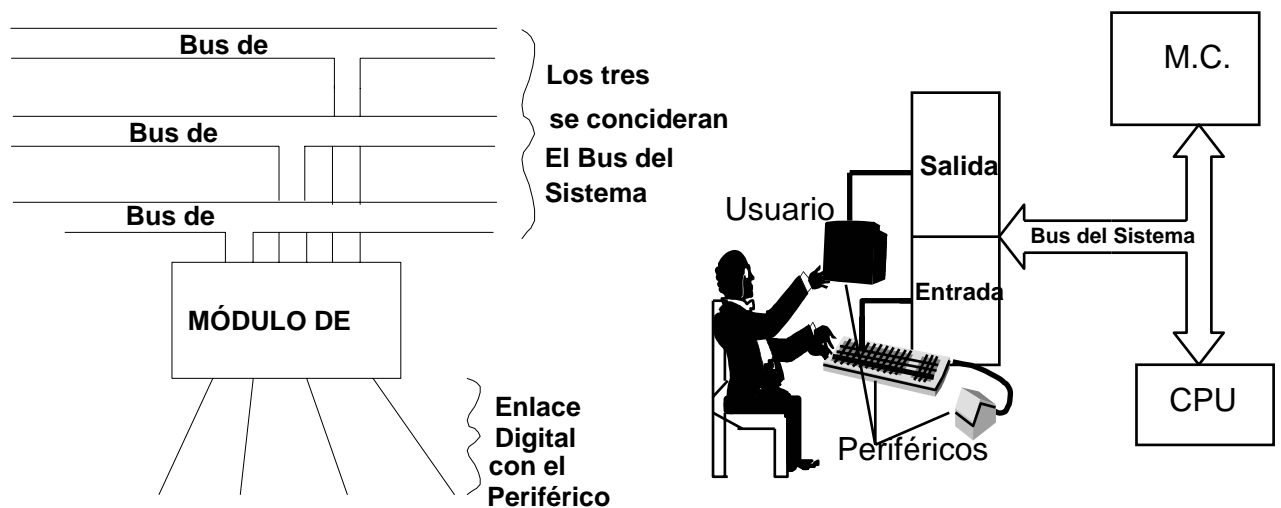 Bus de
Bus de
Bus de
Los tres
se concideran
El Bus del
Sistema
MÓDULO DE
Enlace
Digital
con el
Periférico
M.C.
Salida
Usuario
Bus del Sistema
Entrada
CPU
Periféricos